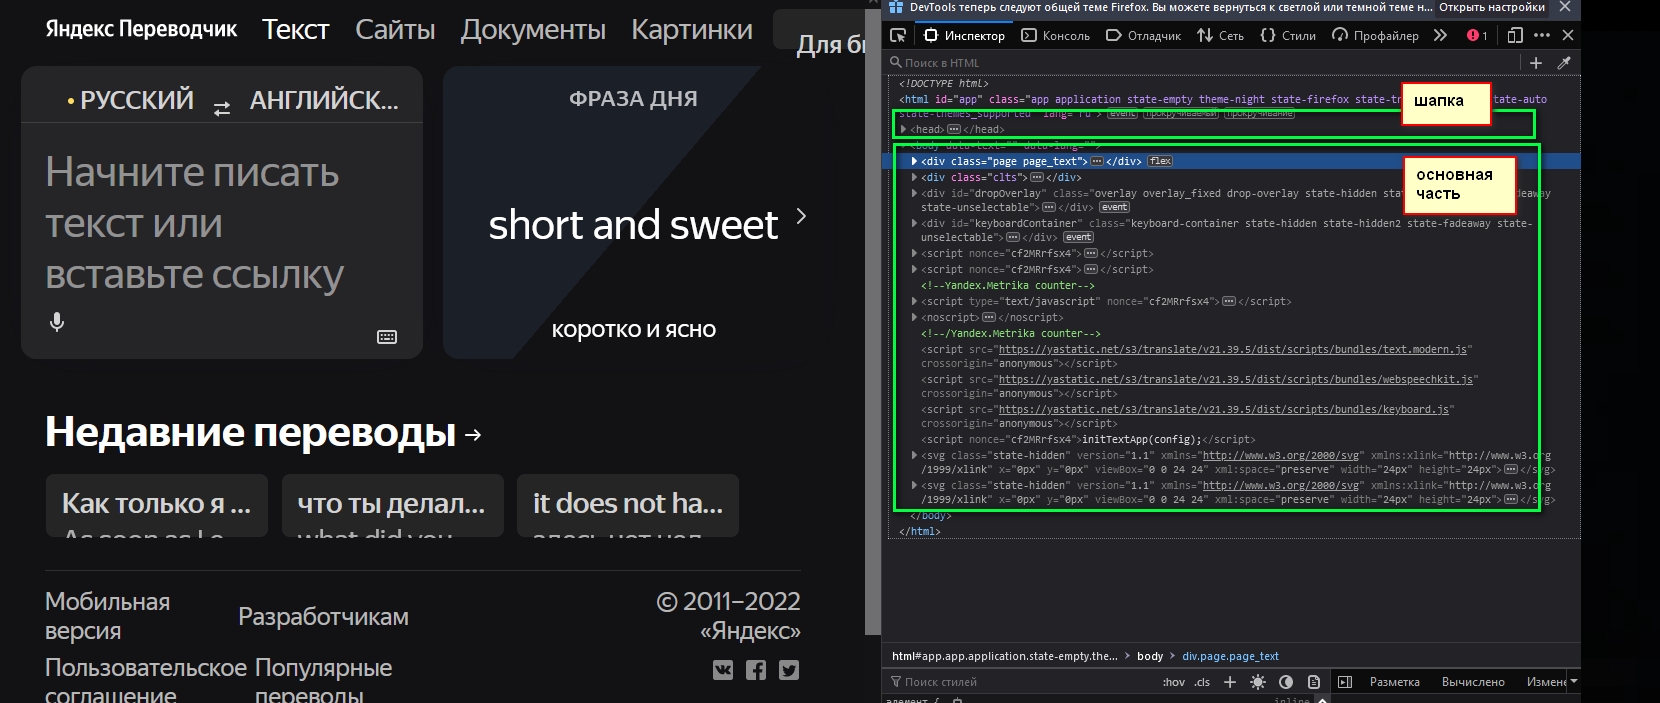 Яндекс Переводчик Текст Сайты Документы Картинки Для би
• РУССКИЙ АНГЛИЙСК...
Начните писать
текст или
вставьте ссылку
ФРАЗА ДНЯ
short and sweet
коротко и ясно
Недавние переводы →
Как только я ... что ты делал... it does not ha...
Мобильная
версия
Разработчикам
© 2011–2022
«Яндекс»
Пользовательское
соглашение
Популярные
переводы
DevTools теперь следуют общей теме Firefox. Вы можете вернуться к светлой или темной теме н... Открыть настройки
Инспектор Консоль Отладчик Сеть Стили Профайлер 1
Поиск в HTML
<!DOCTYPE html>
<html id="app" class="app application state-empty theme-night state-firefox
state-themes_supported" lang="ru"> event прокручиваемый прокручивание
<head> ... </head>
<body data-text="" data-lang="">
<div class="page page_text"> ... </div> flex
<div class="clts"> ... </div>
<div id="dropOverlay" class="overlay overlay_fixed drop-overlay state-hidden
state-unselectable"> ... </div> event
<div id="keyboardContainer" class="keyboard-container state-hidden state-hidden2 state-fadeaway state-
unselectable"> ... </div> event
<script nonce="cf2MRrfsx4"> ... </script>
<script nonce="cf2MRrfsx4"> ... </script>
<!--Yandex.Metrika counter-->
<script type="text/javascript" nonce="cf2MRrfsx4"> ... </script>
<noscript> ... </noscript>
<!--/Yandex.Metrika counter-->
<script src="https://yastatic.net/s3/translate/v21.39.5/dist/scripts/bundles/text.modern.js"
crossorigin="anonymous"></script>
<script src="https://yastatic.net/s3/translate/v21.39.5/dist/scripts/bundles/webspeechkit.js"
crossorigin="anonymous"></script>
<script src="https://yastatic.net/s3/translate/v21.39.5/dist/scripts/bundles/keyboard.js"
crossorigin="anonymous"></script>
<script nonce="cf2MRrfsx4">initTextApp(config);</script>
<svg class="state-hidden" version="1.1" xmlns="http://www.w3.org/2000/svg" xmlns:xlink="http://www.w3.org
/1999/xlink" x="0px" y="0px" viewBox="0 0 24 24" xml:space="preserve" width="24px" height="24px"> ... </svg>
<svg class="state-hidden" version="1.1" xmlns="http://www.w3.org/2000/svg" xmlns:xlink="http://www.w3.org
/1999/xlink" x="0px" y="0px" viewBox="0 0 24 24" xml:space="preserve" width="24px" height="24px"> ... </svg>
</body>
</html>
шапка
основная
часть
html#app.app.application.state-empty.the... > body > div.page.page_text
Поиск стилей :hov .cls + Разметка Вычислено Измене
элемент { inline